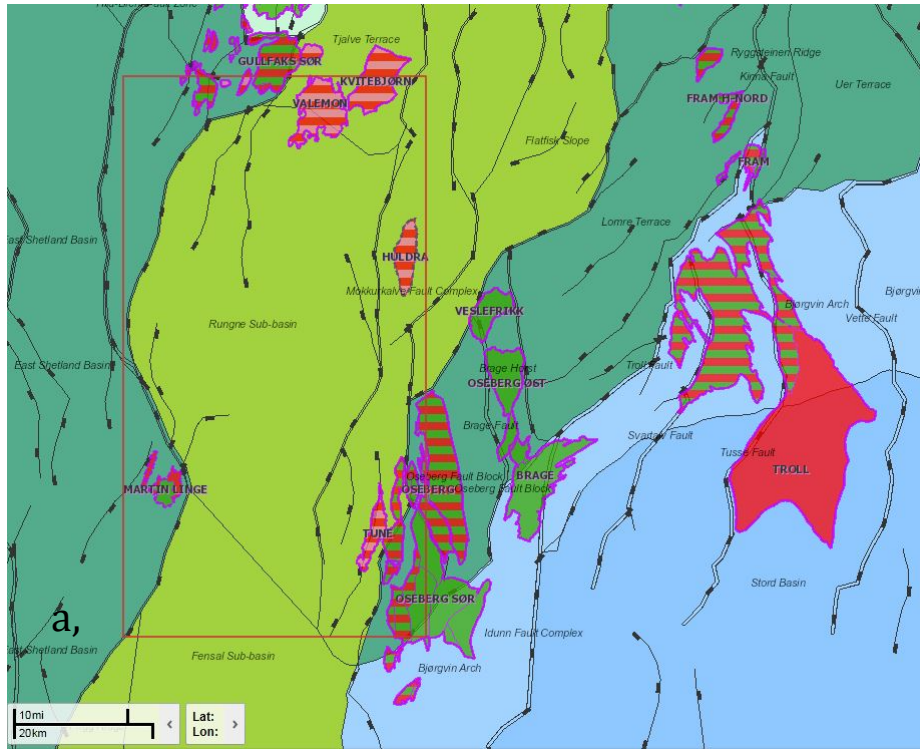 Tjalve Terrace
GULLFAKS SØR
KVITEBJØRN
VALEMON
Ryggsteinen Ridge
Kinna Fault
Uer Terrace
FRAM H-NORD
Flatfisk Slope
FRAM
Lomre Terrace
East Shetland Basin
HULDRA
Mokkurkalve Fault Complex
Bjørgvin Arch
Bjørgv
Vette Fault
Rungne Sub-basin
VESLEFRIKK
East Shetland Basin
Brage Horst
OSEBERG ØST
Troll Fault
Brage Fault
Svartalv Fault
Tusse Fault
TROLL
Oseberg Fault Block
OSEBERG
Oseberg Fault Block
BRAGE
MARTIN LINGE
TUNE
Stord Basin
OSEBERG SØR
a,
Idunn Fault Complex
East Shetland Basin
Fensal Sub-basin
Bjørgvin Arch
10mi
20km
<
Lat:
Lon:
>